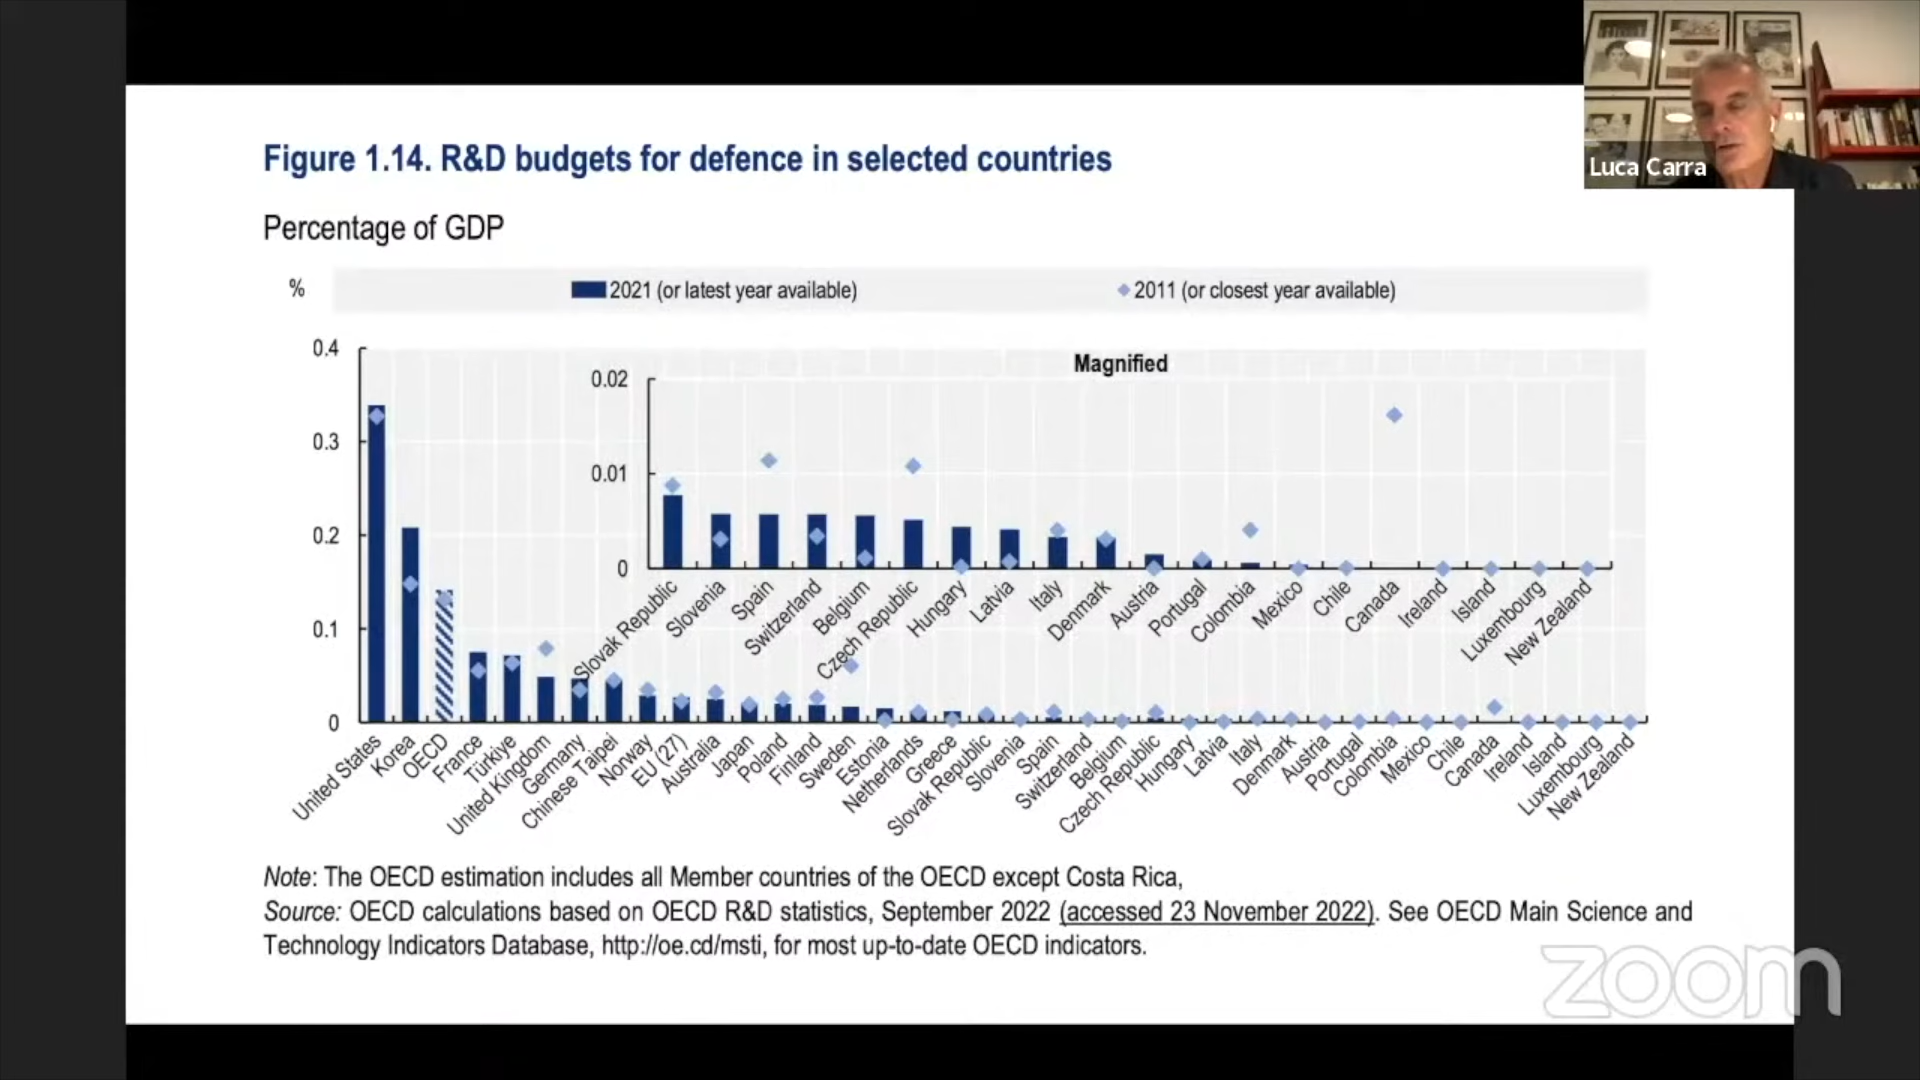 Luca Carra
Figure 1.14. R&D budgets for defence in selected countries
Percentage of GDP
%
2021 (or latest year available)
2011 (or closest year available)
Magnified
0.4
0.3
0.2
0.1
0
0.02
0.01
0
Slovak Republic
Slovenia
Spain
Switzerland
Belgium
Czech Republic
Hungary
Latvia
Italy
Denmark
Austria
Portugal
Colombia
Mexico
Chile
Canada
Ireland
Island
Luxembourg
New Zealand
United States
Korea
OECD
France
Türkiye
United Kingdom
Germany
Chinese Taipei
Norway
EU (27)
Australia
Japan
Poland
Finland
Sweden
Estonia
Netherlands
Greece
Slovak Republic
Slovenia
Spain
Switzerland
Belgium
Czech Republic
Hungary
Latvia
Italy
Denmark
Austria
Portugal
Colombia
Mexico
Chile
Canada
Ireland
Island
Luxembourg
New Zealand
Note: The OECD estimation includes all Member countries of the OECD except Costa Rica,
Source: OECD calculations based on OECD R&D statistics, September 2022 (accessed 23 November 2022). See OECD Main Science and
Technology Indicators Database, http://oe.cd/msti, for most up-to-date OECD indicators.
zoom